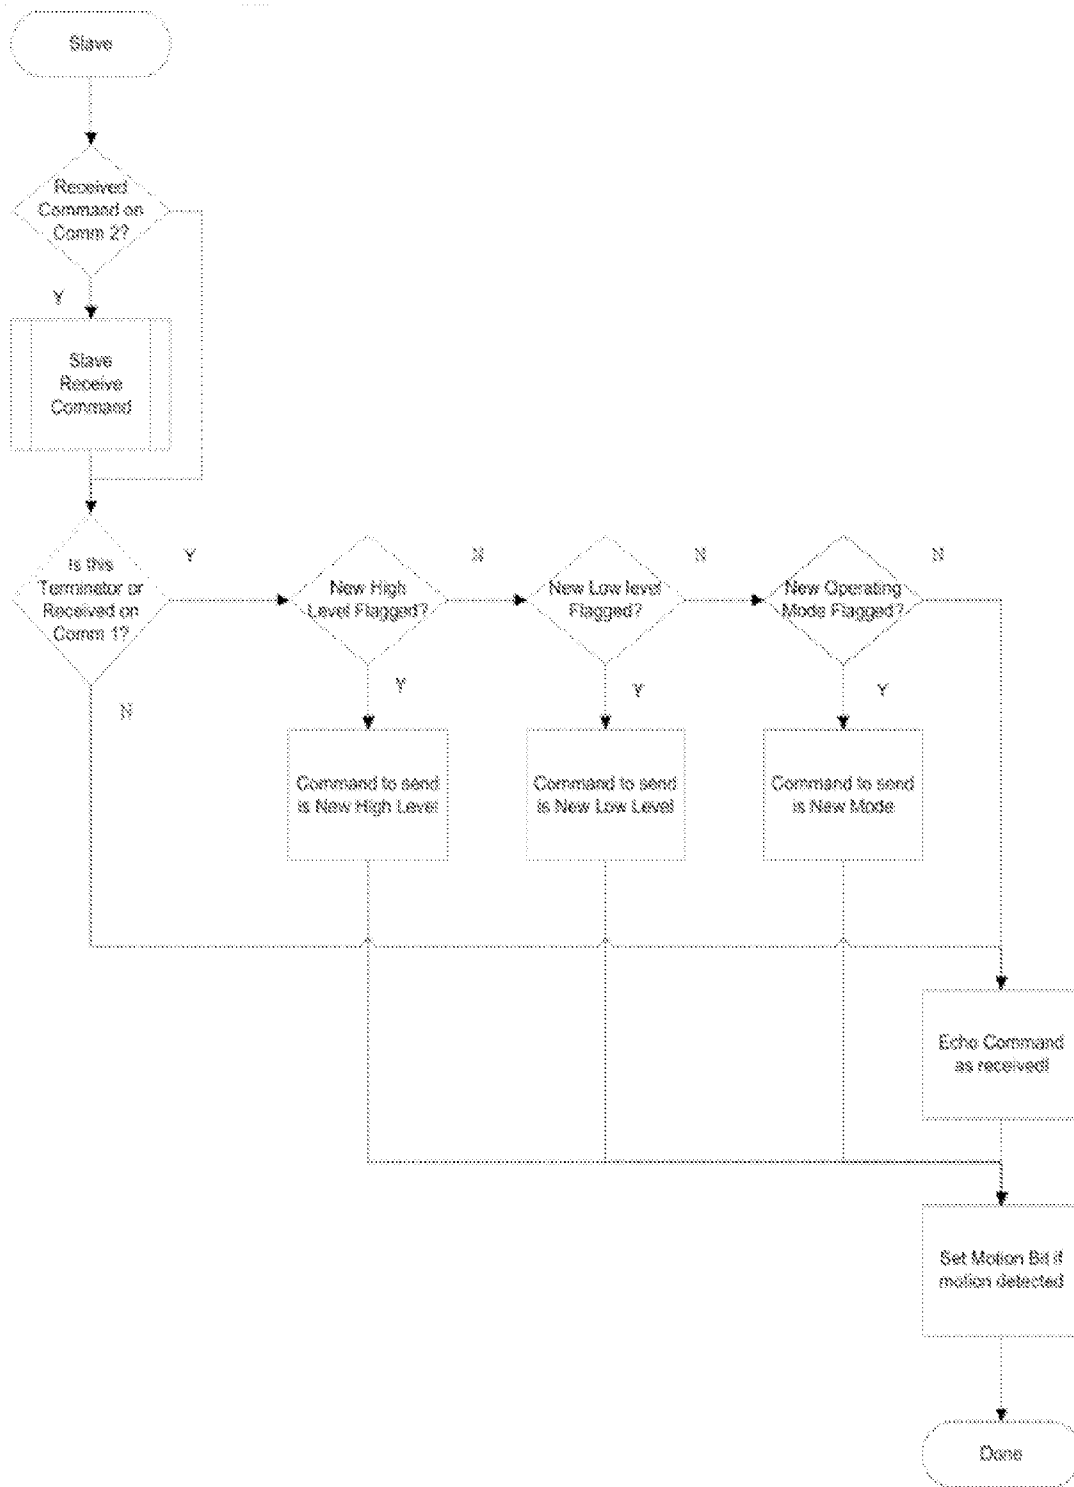 Slave
Received
Command on
Comm 2?
Y
Slave
Receive
Command
Is this
Terminator or
Received on
Comm 1?
Y
N
New High
Level Flagged?
N
Y
New Low level
Flagged?
N
Y
New Operating
Mode Flagged?
N
Y
Command to send
is New High Level
Command to send
is New Low Level
Command to send
is New Mode
Echo Command
as received!
Set Motion Bit if
motion detected
Done